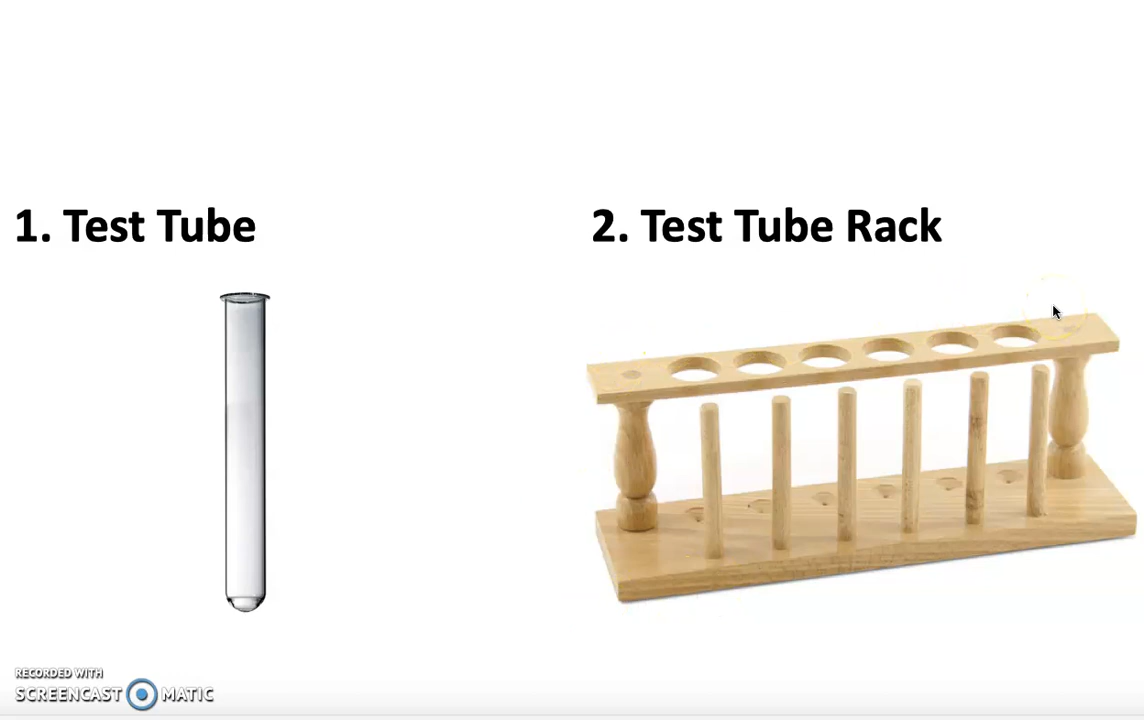 1. Test Tube
2. Test Tube Rack
RECORDED WITH
SCREENCAST MATIC